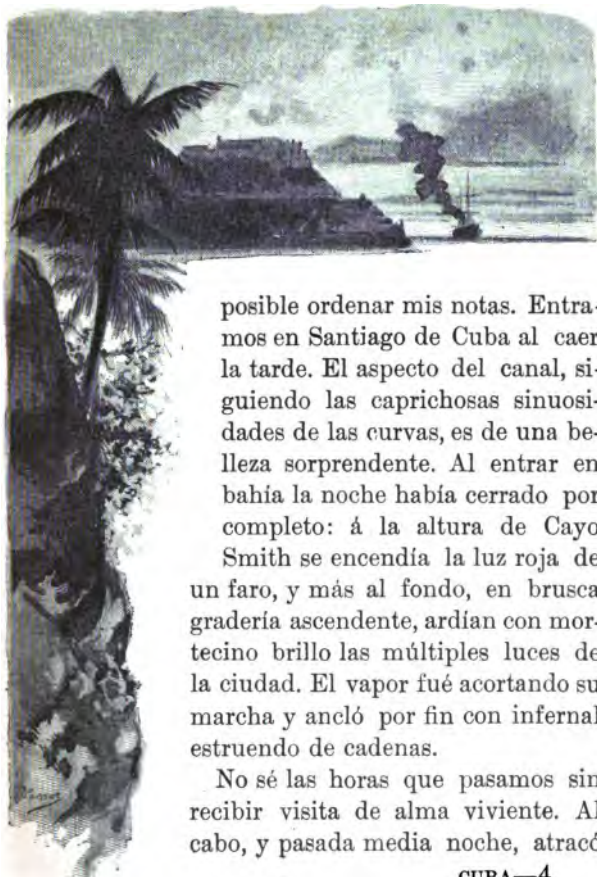 posible ordenar mis notas. Entra-
mos en Santiago de Cuba al caer
la tarde. El aspecto del canal, si-
guiendo las caprichosas sinuosi-
dades de las curvas, es de una be-
lleza sorprendente. Al entrar en
bahía la noche había cerrado por
completo: á la altura de Cayo
Smith se encendía la luz roja de
un faro, y más al fondo, en brusca
gradería ascendente, ardían con mor-
tecino brillo las múltiples luces de
la ciudad. El vapor fué acortando su
marcha y ancló por fin con infernal
estruendo de cadenas.
No sé las horas que pasamos sin
recibir visita de alma viviente. Al
cabo, y pasada media noche, atracó
CUBA—4